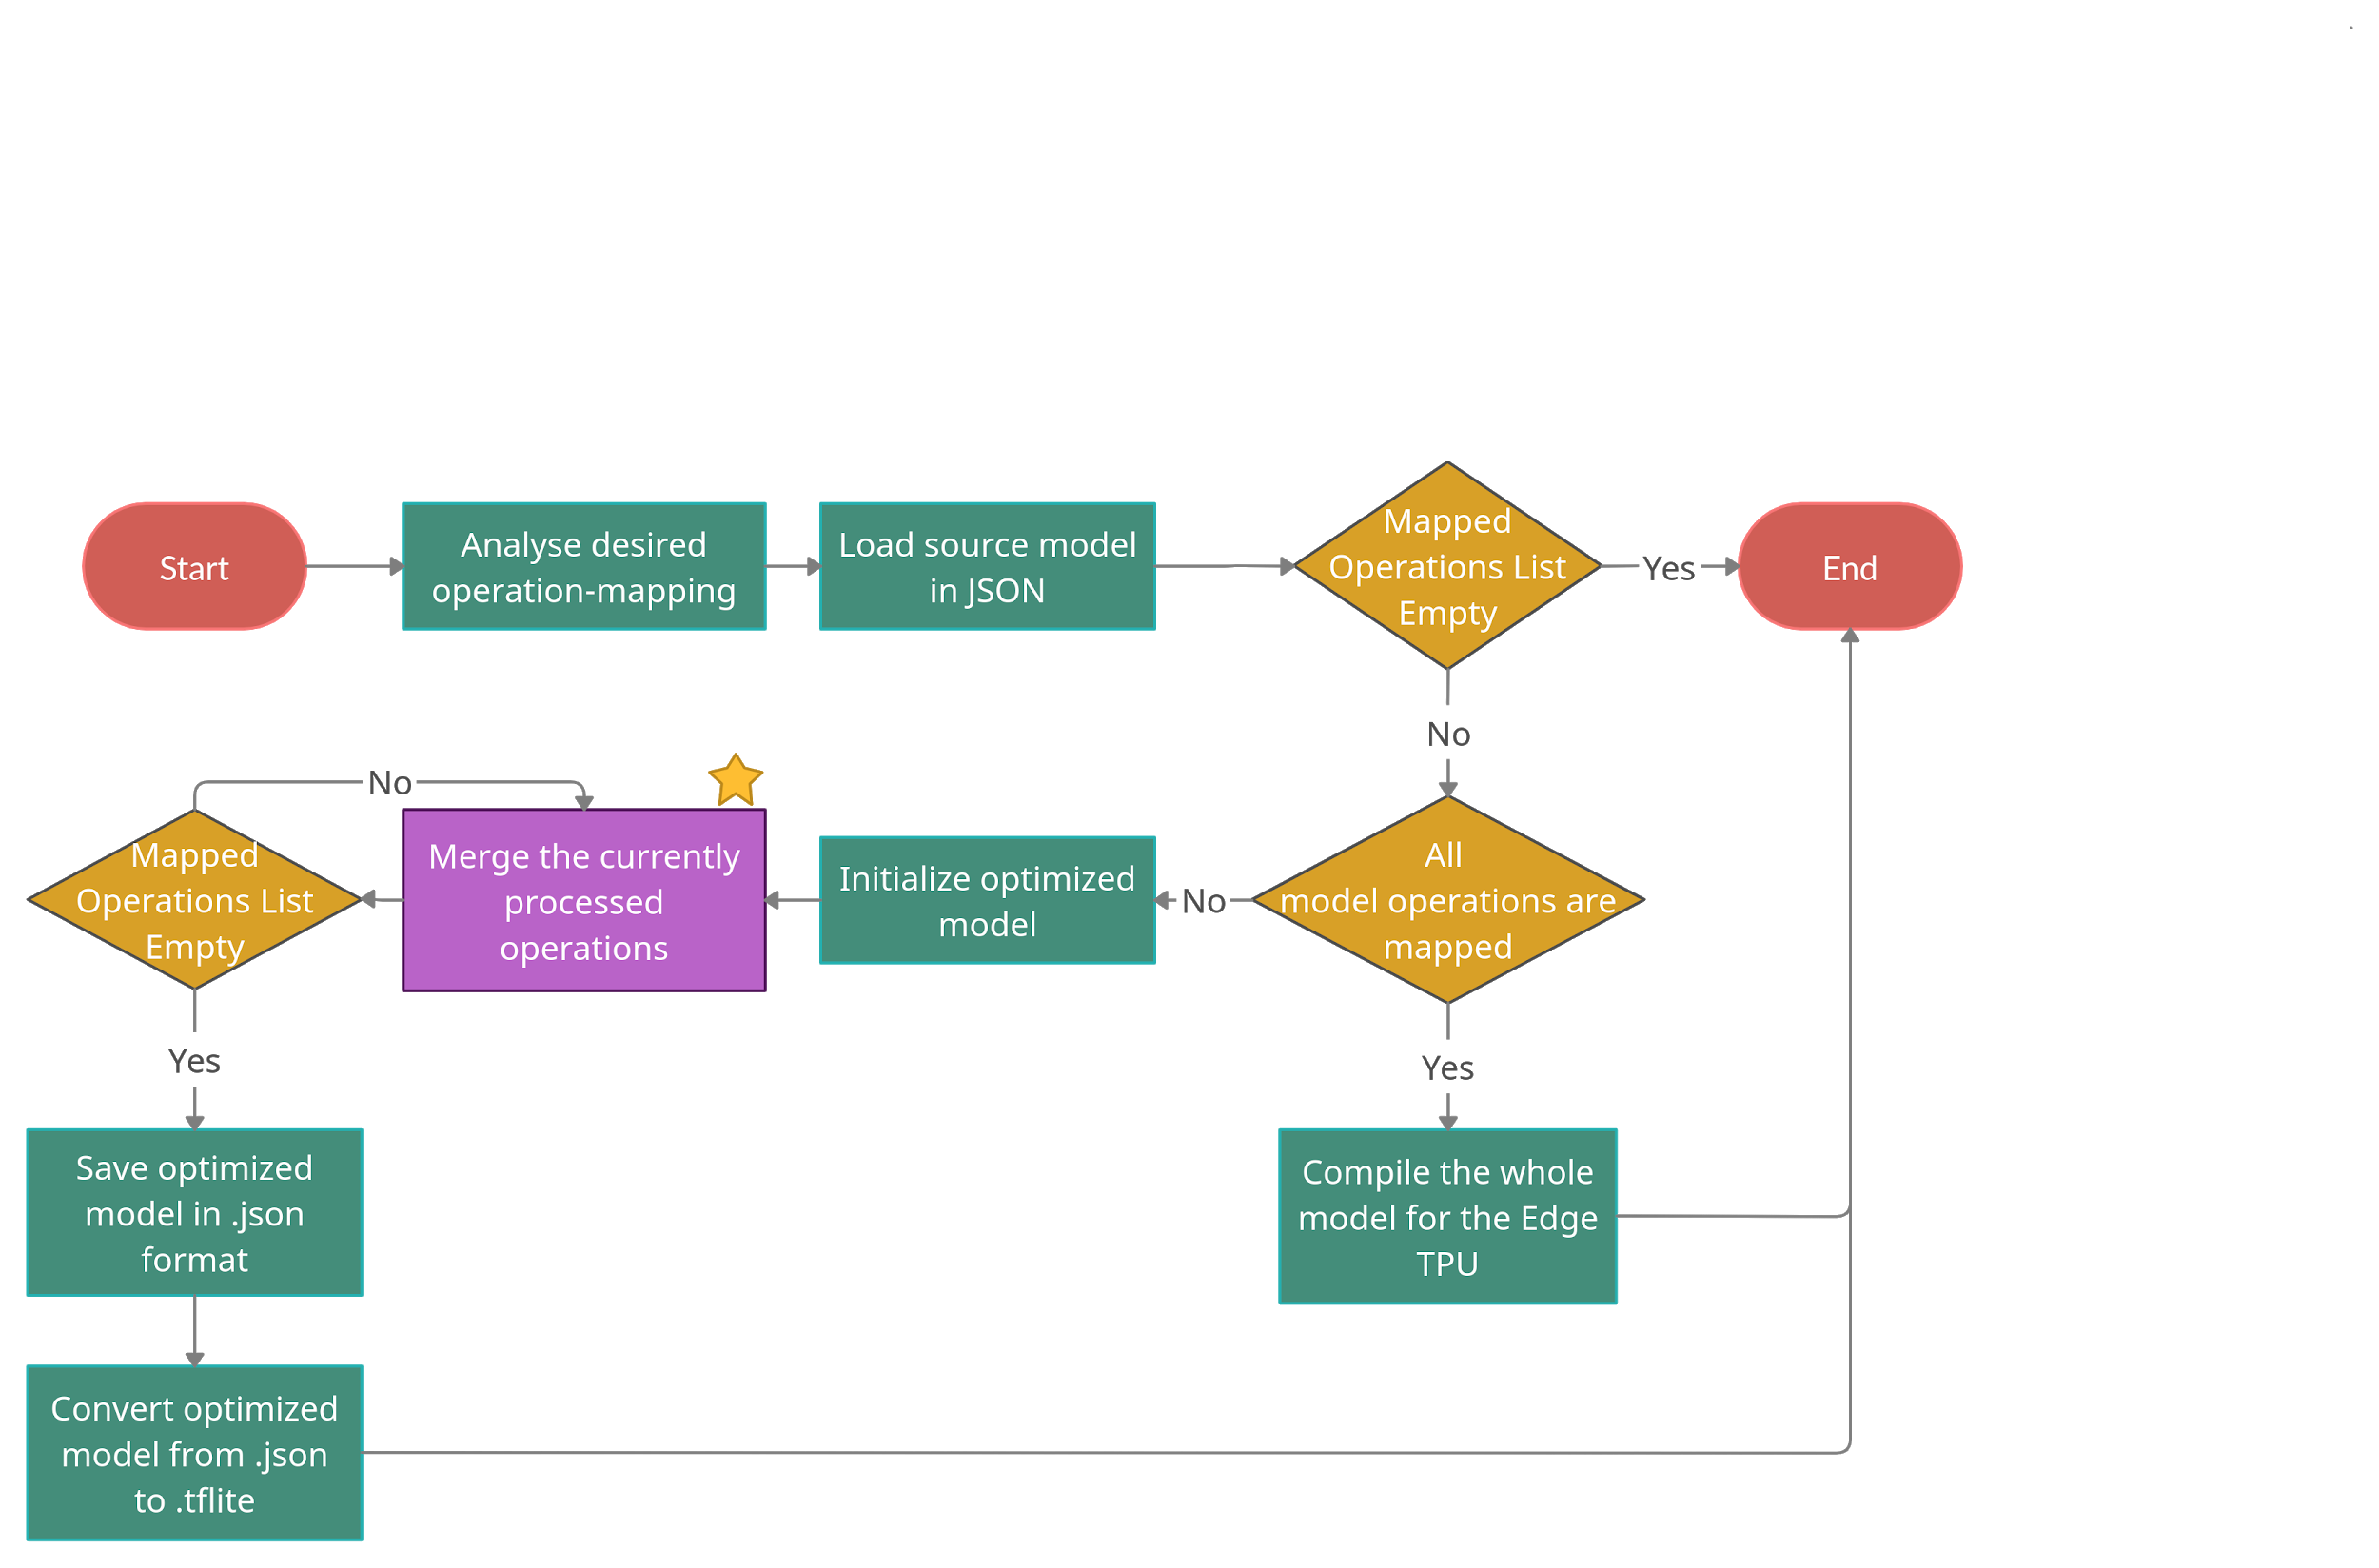 Start
Analyse desired
operation-mapping
Load source model
in JSON
Mapped
Operations List
Empty
Yes
End
No
No
Mapped
Operations List
Empty
Merge the currently
processed
operations
Initialize optimized
model
No
All
model operations are
mapped
Yes
Yes
Save optimized
model in .json
format
Compile the whole
model for the Edge
TPU
Convert optimized
model from .json
to .tflite